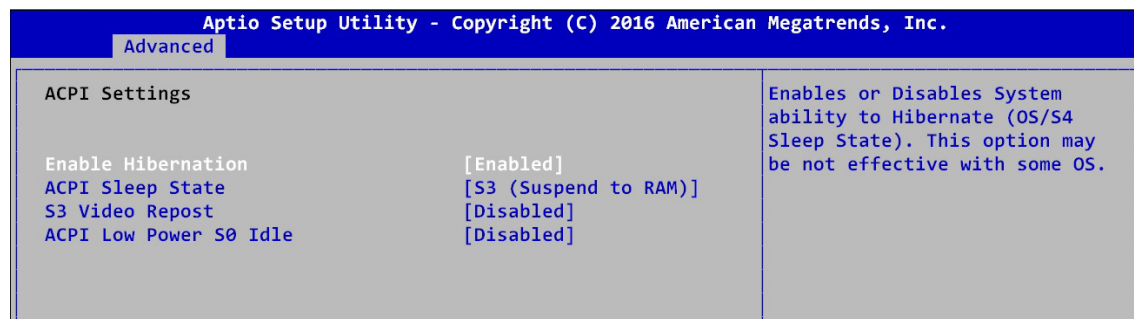 Aptio Setup Utility - Copyright (C) 2016 American Megatrends, Inc.
Advanced
ACPI Settings
Enable Hibernation [Enabled]
ACPI Sleep State [S3 (Suspend to RAM)]
S3 Video Repost [Disabled]
ACPI Low Power S0 Idle [Disabled]
Enables or Disables System
ability to Hibernate (OS/S4
Sleep State). This option may
be not effective with some OS.